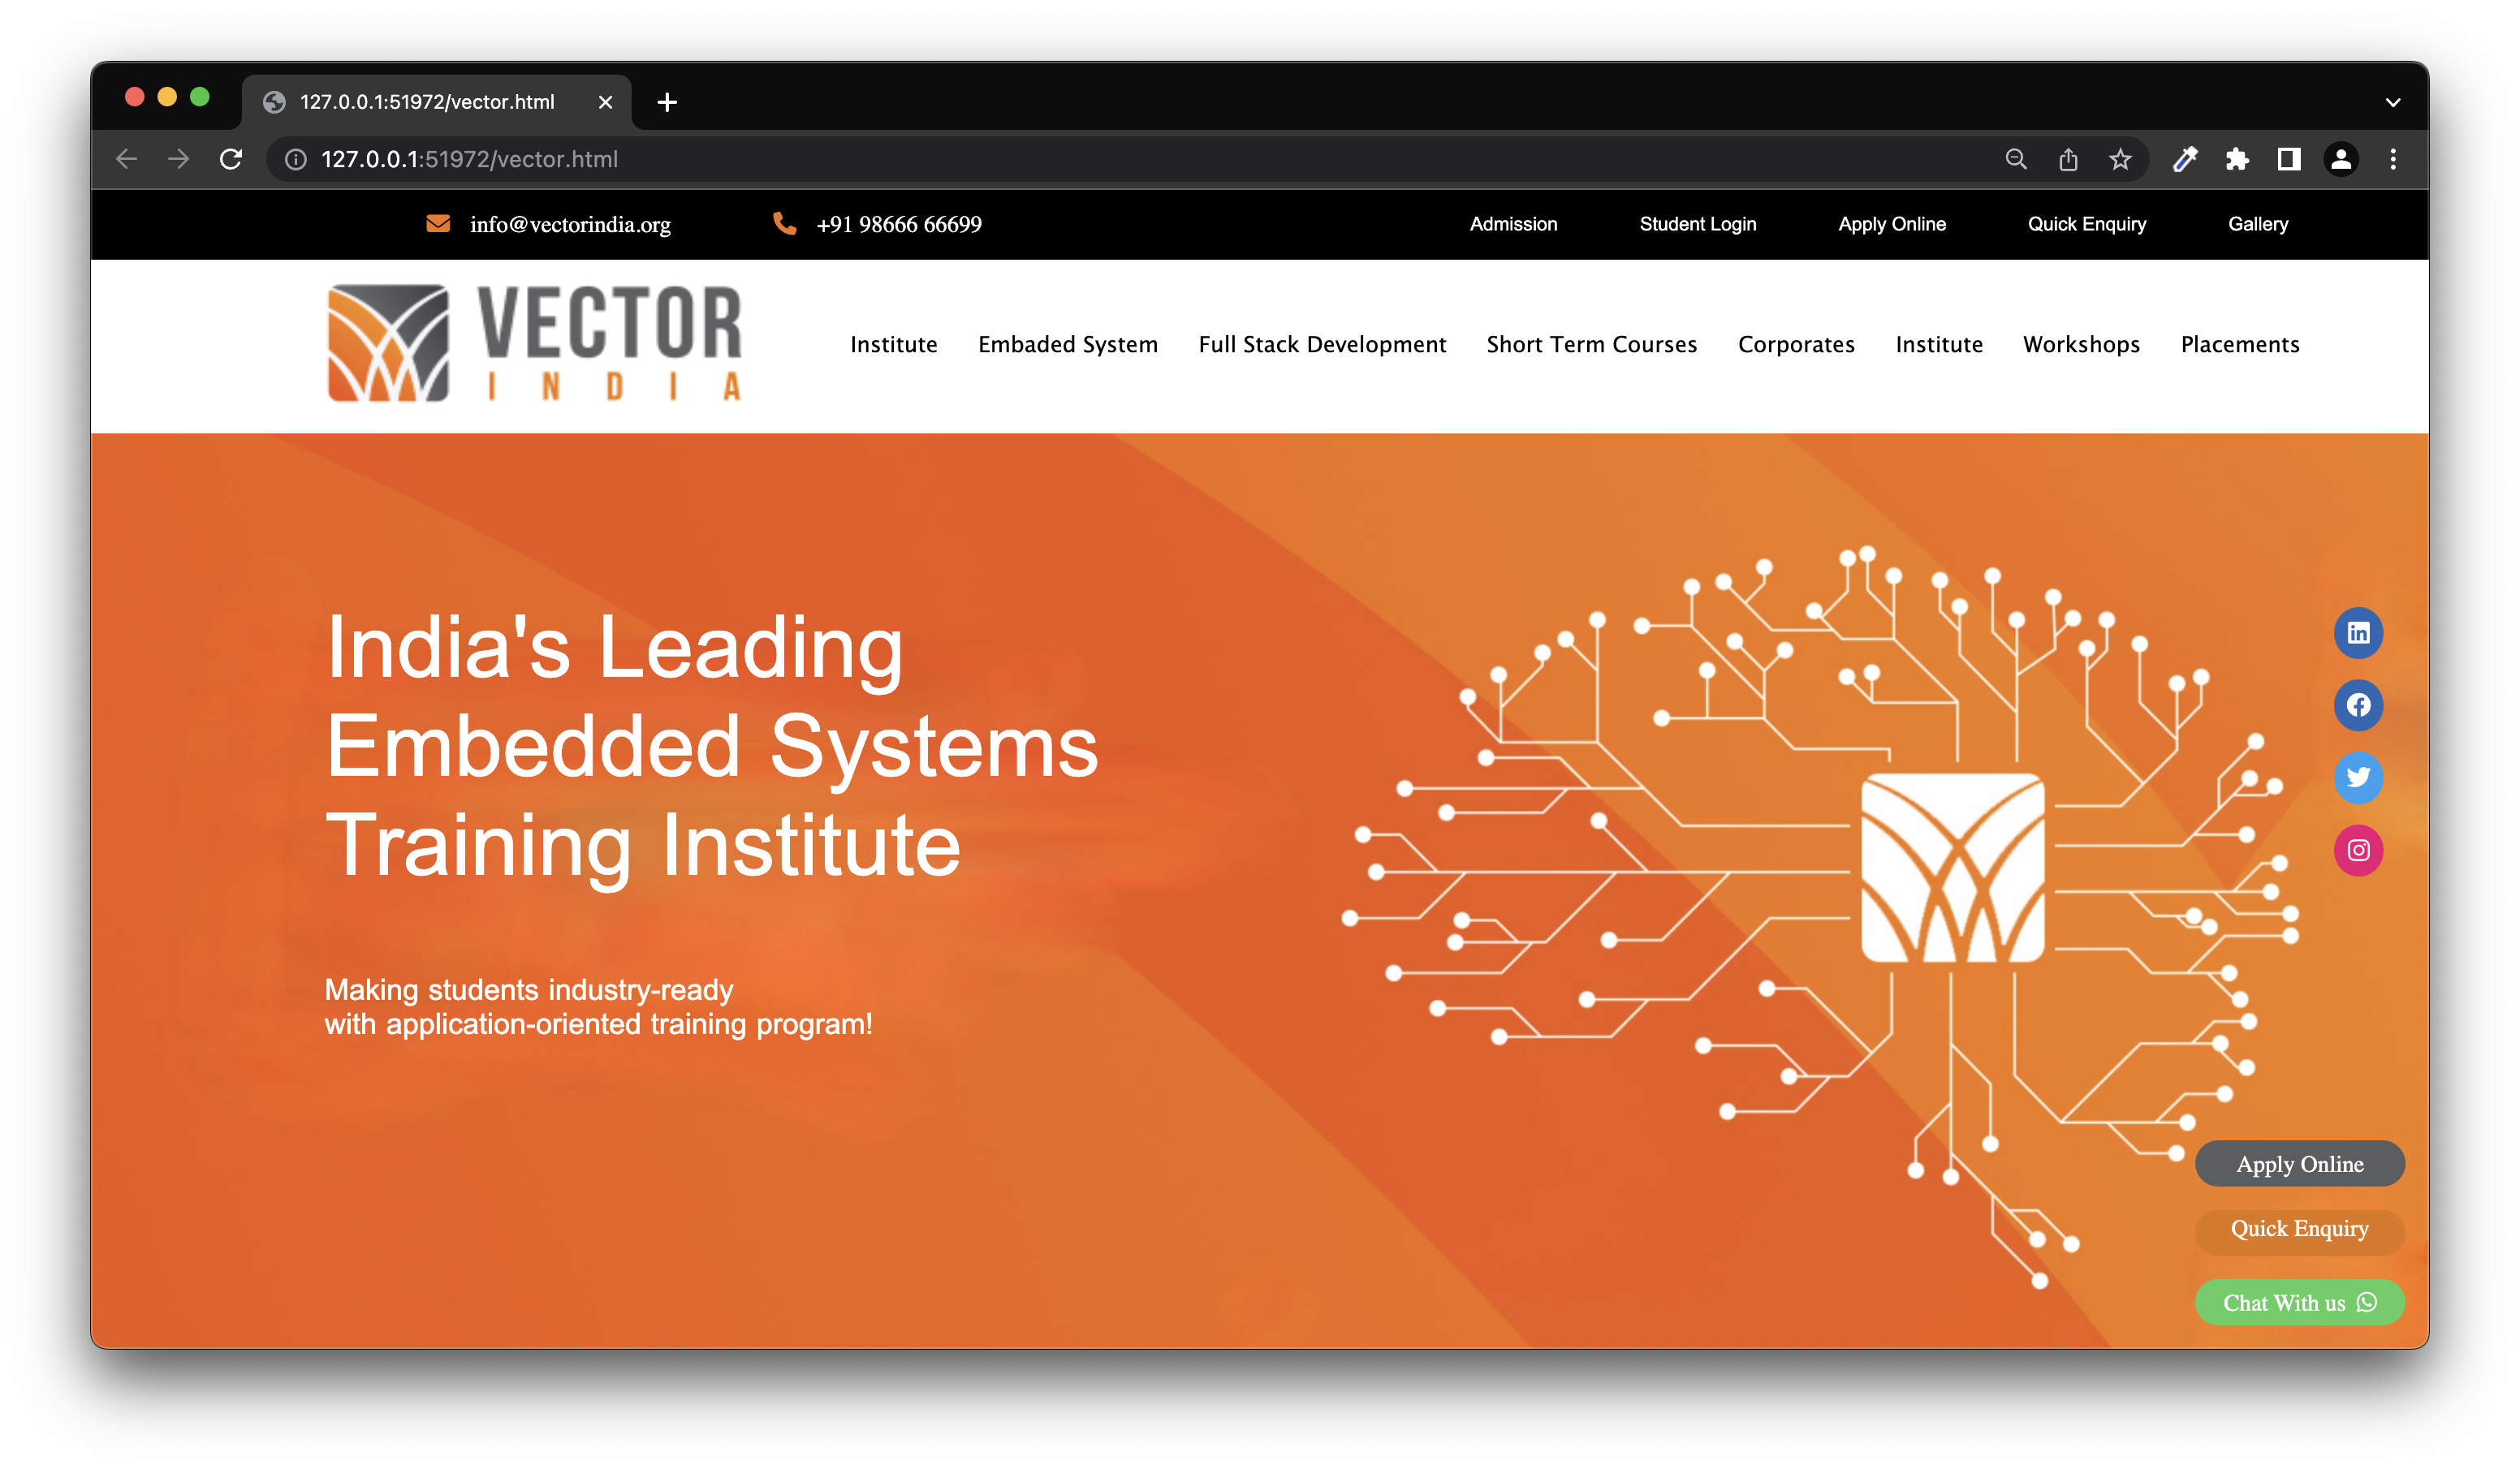 127.0.0.1:51972/vector.html
127.0.0.1:51972/vector.html
info@vectorindia.org +91 98666 66699 Admission Student Login Apply Online Quick Enquiry Gallery
VECTOR
INDIA
Institute Embaded System Full Stack Development Short Term Courses Corporates Institute Workshops Placements
India's Leading
Embedded Systems
Training Institute
Making students industry-ready
with application-oriented training program!
Apply Online
Quick Enquiry
Chat With us